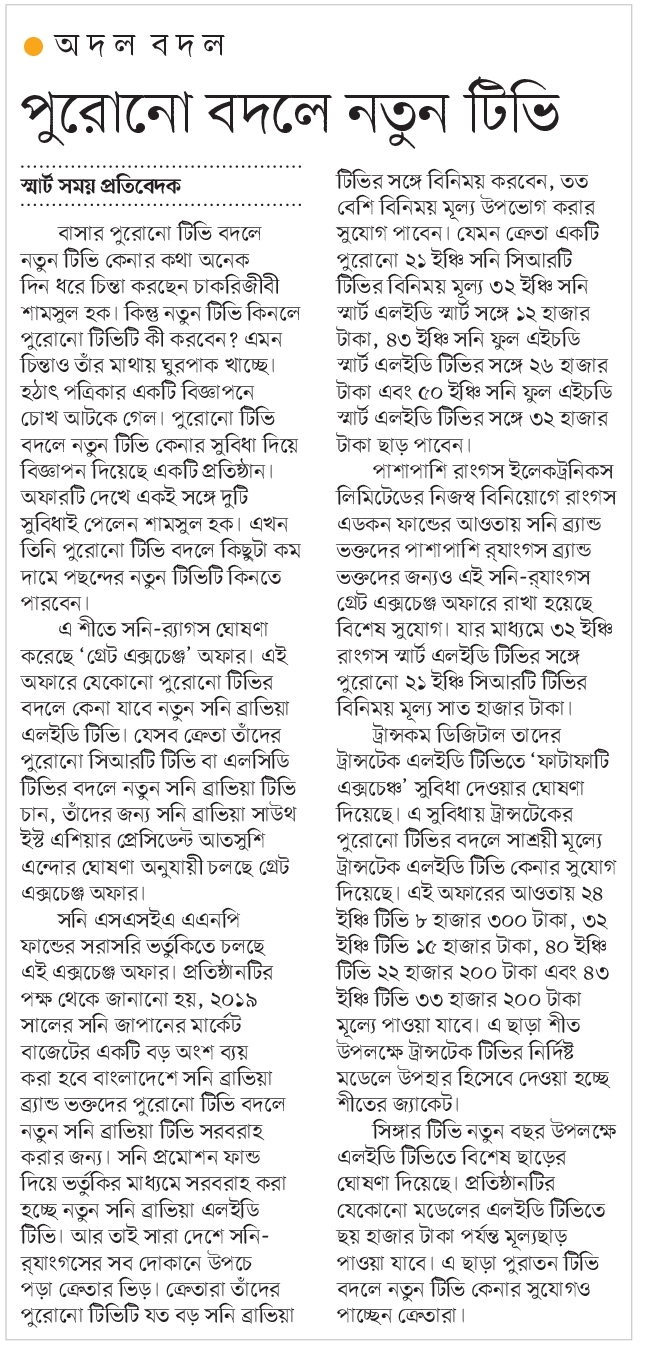 অদল বদল
পুরোনো বদলে নতুন টিভি
স্মার্ট সময় প্রতিবেদক
বাসার পুরোনো টিভি বদলে
নতুন টিভি কেনার কথা অনেক
দিন ধরে চিন্তা করছেন চাকরিজীবী
শামসুল হক। কিন্তু নতুন টিভি কিনলে
পুরোনো টিভিটি কী করবেন? এমন
চিন্তাও তাঁর মাথায় ঘুরপাক খাচ্ছে।
হঠাৎ পত্রিকার একটি বিজ্ঞাপনে
চোখ আটকে গেল। পুরোনো টিভি
বদলে নতুন টিভি কেনার সুবিধা দিয়ে
বিজ্ঞাপন দিয়েছে একটি প্রতিষ্ঠান।
অফারটি দেখে একই সঙ্গে দুটি
সুবিধাই পেলেন শামসুল হক। এখন
তিনি পুরোনো টিভি বদলে কিছুটা কম
দামে পছন্দের নতুন টিভিটি কিনতে
পারবেন।
এ শীতে সনি-র‍্যাগস ঘোষণা
করেছে ‘গ্রেট এক্সচেঞ্জ’ অফার। এই
অফারে যেকোনো পুরোনো টিভির
বদলে কেনা যাবে নতুন সনি ব্রাভিয়া
এলইডি টিভি। যেসব ক্রেতা তাঁদের
পুরোনো সিআরটি টিভি বা এলসিডি
টিভির বদলে নতুন সনি ব্রাভিয়া টিভি
চান, তাঁদের জন্য সনি ব্রাভিয়া সাউথ
ইস্ট এশিয়ার প্রেসিডেন্ট আতসুশি
এন্দোর ঘোষণা অনুযায়ী চলছে গ্রেট
এক্সচেঞ্জ অফার।
সনি এসএসইএ এএনপি
ফান্ডের সরাসরি ভর্তুকিতে চলছে
এই এক্সচেঞ্জ অফার। প্রতিষ্ঠানটির
পক্ষ থেকে জানানো হয়, ২০১৯
সালের সনি জাপানের মার্কেট
বাজেটের একটি বড় অংশ ব্যয়
করা হবে বাংলাদেশে সনি ব্রাভিয়া
ব্র্যান্ড ভক্তদের পুরোনো টিভি বদলে
নতুন সনি ব্রাভিয়া টিভি সরবরাহ
করার জন্য। সনি প্রমোশন ফান্ড
দিয়ে ভর্তুকির মাধ্যমে সরবরাহ করা
হচ্ছে নতুন সনি ব্রাভিয়া এলইডি
টিভি। আর তাই সারা দেশে সনি-
র‍্যাংগসের সব দোকানে উপচে
পড়া ক্রেতার ভিড়। ক্রেতারা তাঁদের
পুরোনো টিভিটি যত বড় সনি ব্রাভিয়া
টিভির সঙ্গে বিনিময় করবেন, তত
বেশি বিনিময় মূল্য উপভোগ করার
সুযোগ পাবেন। যেমন ক্রেতা একটি
পুরোনো ২১ ইঞ্চি সনি সিআরটি
টিভির বিনিময় মূল্য ৩২ ইঞ্চি সনি
স্মার্ট এলইডি স্মার্ট সঙ্গে ১২ হাজার
টাকা, ৪৩ ইঞ্চি সনি ফুল এইচডি
স্মার্ট এলইডি টিভির সঙ্গে ২৬ হাজার
টাকা এবং ৫০ ইঞ্চি সনি ফুল এইচডি
স্মার্ট এলইডি টিভির সঙ্গে ৩২ হাজার
টাকা ছাড় পাবেন।
পাশাপাশি রাংগস ইলেকট্রনিকস
লিমিটেডের নিজস্ব বিনিয়োগে রাংগস
এডকন ফান্ডের আওতায় সনি ব্র্যান্ড
ভক্তদের পাশাপাশি র‍্যাংগস ব্র্যান্ড
ভক্তদের জন্যও এই সনি-র‍্যাংগস
গ্রেট এক্সচেঞ্জ অফারে রাখা হয়েছে
বিশেষ সুযোগ। যার মাধ্যমে ৩২ ইঞ্চি
রাংগস স্মার্ট এলইডি টিভির সঙ্গে
পুরোনো ২১ ইঞ্চি সিআরটি টিভির
বিনিময় মূল্য সাত হাজার টাকা।
ট্রান্সকম ডিজিটাল তাদের
ট্রান্সটেক এলইডি টিভিতে ‘ফাটাফাটি
এক্সচেঞ্চ’ সুবিধা দেওয়ার ঘোষণা
দিয়েছে। এ সুবিধায় ট্রান্সটেকের
পুরোনো টিভির বদলে সাশ্রয়ী মূল্যে
ট্রান্সটেক এলইডি টিভি কেনার সুযোগ
দিয়েছে। এই অফারের আওতায় ২৪
ইঞ্চি টিভি ৮ হাজার ৩০০ টাকা, ৩২
ইঞ্চি টিভি ১৫ হাজার টাকা, ৪০ ইঞ্চি
টিভি ২২ হাজার ২০০ টাকা এবং ৪৩
ইঞ্চি টিভি ৩৩ হাজার ২০০ টাকা
মূল্যে পাওয়া যাবে। এ ছাড়া শীত
উপলক্ষে ট্রান্সটেক টিভির নির্দিষ্ট
মডেলে উপহার হিসেবে দেওয়া হচ্ছে
শীতের জ্যাকেট।
সিঙ্গার টিভি নতুন বছর উপলক্ষে
এলইডি টিভিতে বিশেষ ছাড়ের
ঘোষণা দিয়েছে। প্রতিষ্ঠানটির
যেকোনো মডেলের এলইডি টিভিতে
ছয় হাজার টাকা পর্যন্ত মূল্যছাড়
পাওয়া যাবে। এ ছাড়া পুরাতন টিভি
বদলে নতুন টিভি কেনার সুযোগও
পাচ্ছেন ক্রেতারা।